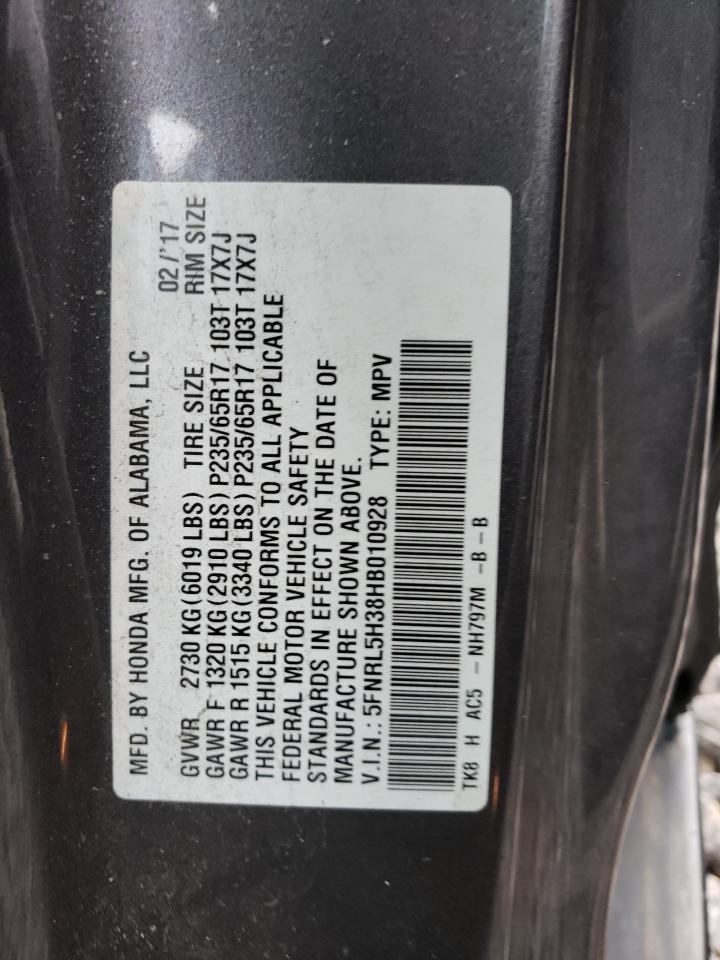 MFD. BY HONDA MFG. OF ALABAMA, LLC 02/'17
GVWR 2730 KG(6019 LBS) TIRE SIZE RIM SIZE
GAWR F 1320 KG(2910 LBS) P235/65R17 103T 17X7J
GAWR R 1515 KG(3340 LBS) P235/65R17 103T 17X7J
THIS VEHICLE CONFORMS TO ALL APPLICABLE
FEDERAL MOTOR VEHICLE SAFETY
STANDARDS IN EFFECT ON THE DATE OF
MANUFACTURE SHOWN ABOVE.
V.I.N.: 5FNRL5H38HB010928 TYPE: MPV
TK8 H AC5 - NH797M -B-B